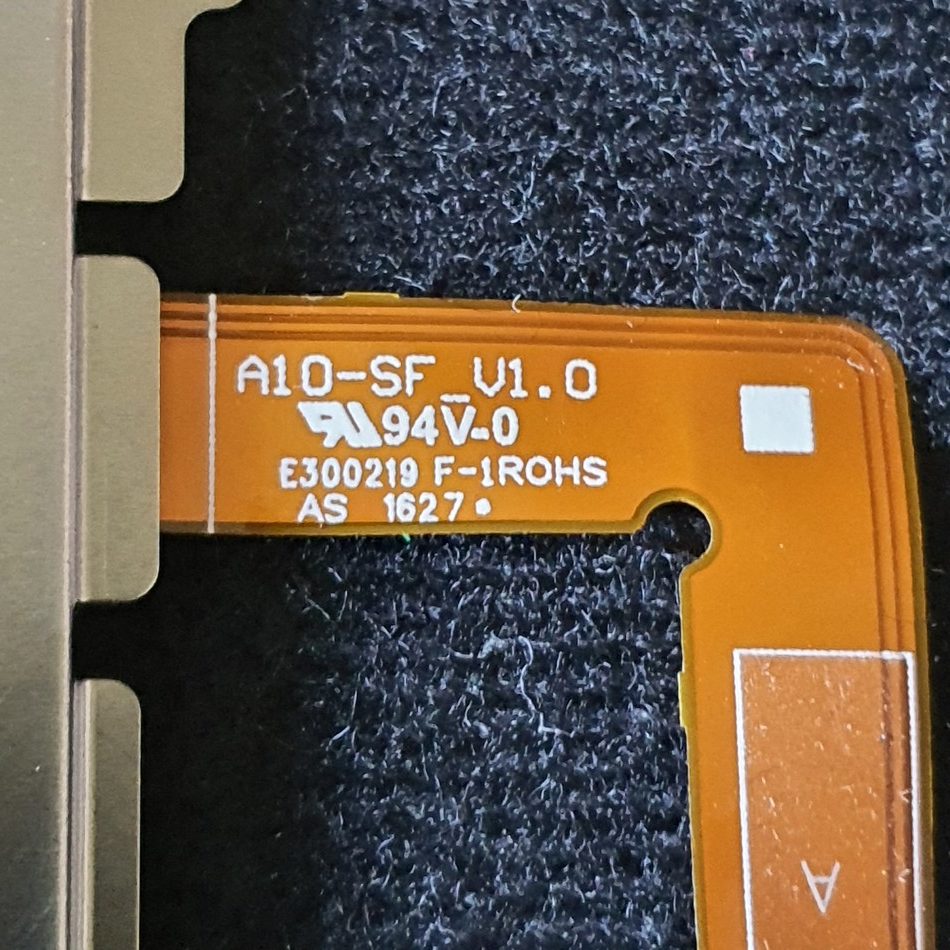 A10-SF_V1.0
94V-0
E300219 F-1ROHS
AS 1627
A